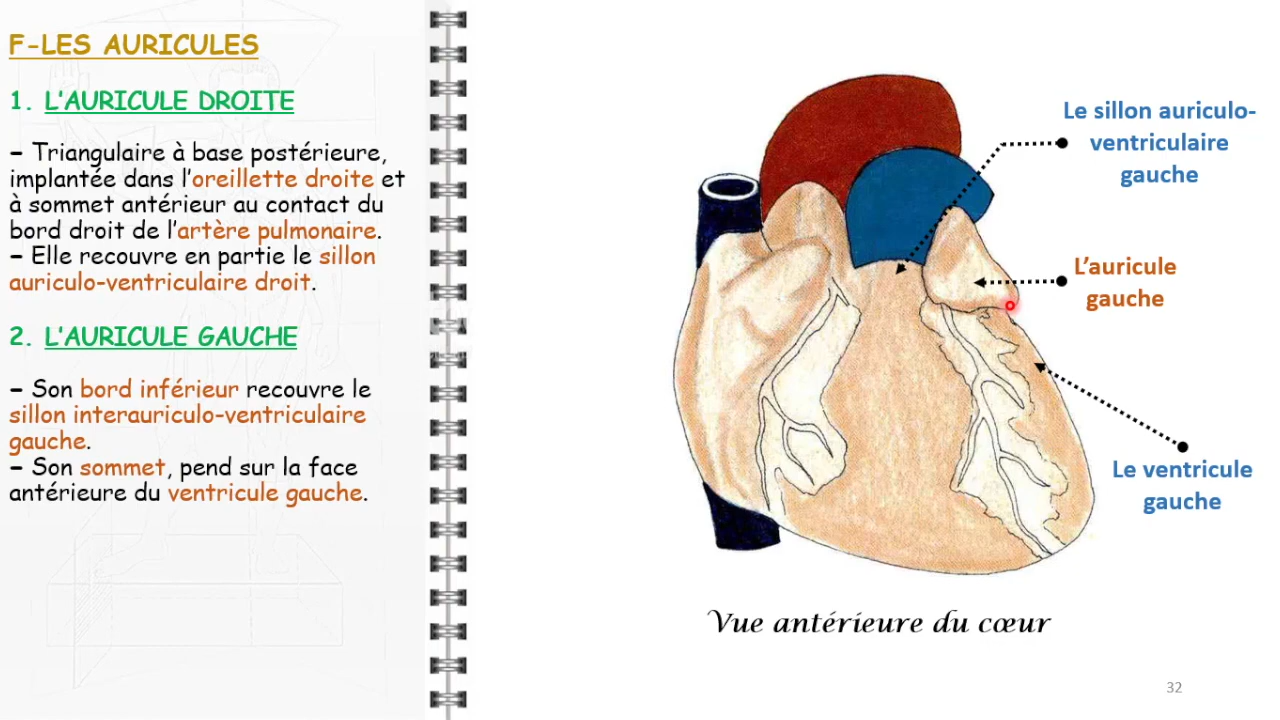 F-LES AURICULES
1. L'AURICULE DROITE
– Triangulaire à base postérieure,
implantée dans l'oreillette droite et
à sommet antérieur au contact du
bord droit de l'artère pulmonaire.
– Elle recouvre en partie le sillon
auriculo-ventriculaire droit.
2. L'AURICULE GAUCHE
– Son bord inférieur recouvre le
sillon interauriculo-ventriculaire
gauche.
– Son sommet, pend sur la face
antérieure du ventricule gauche.
Le sillon auriculo-
ventriculaire
gauche
L'auricule
gauche
Le ventricule
gauche
Vue antérieure du cœur
32